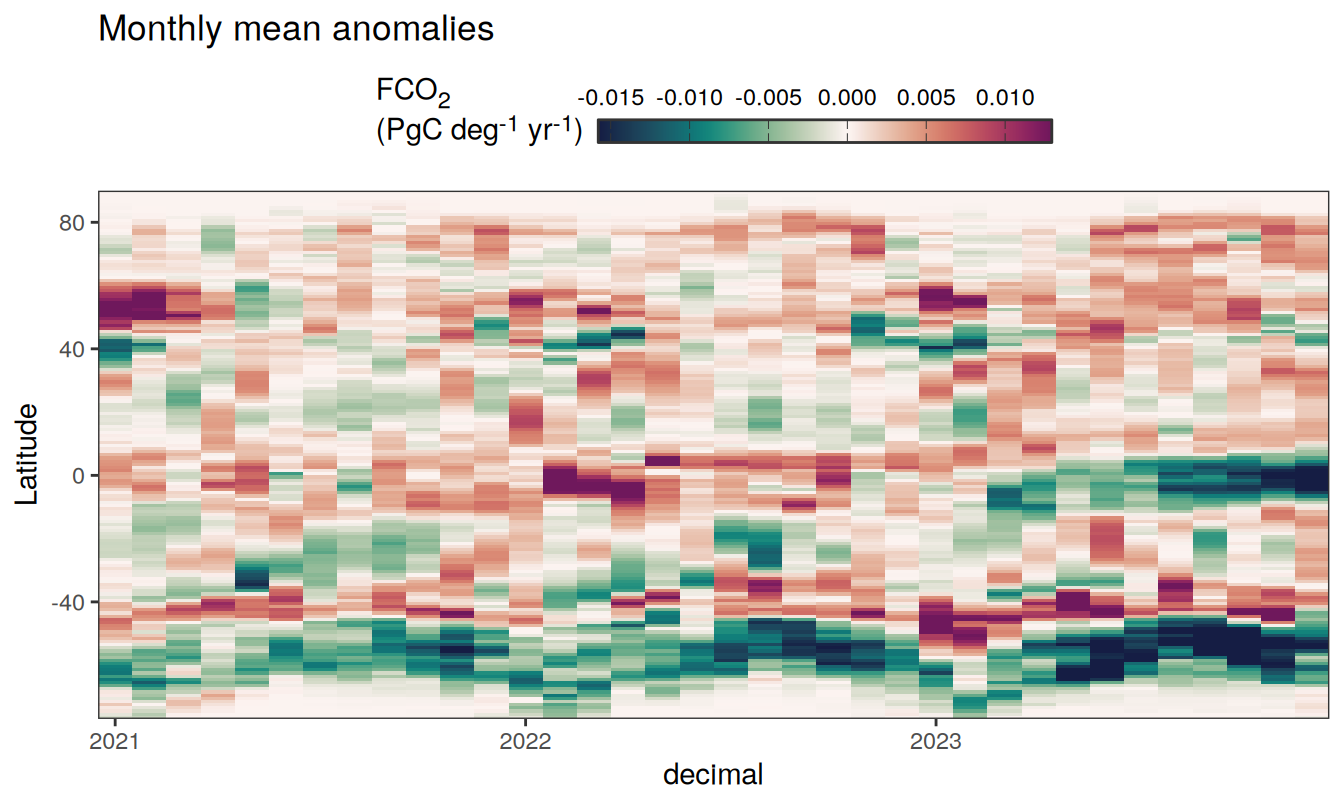 Monthly mean anomalies
FCO₂
(PgC deg⁻¹ yr⁻¹)
-0.015 -0.010 -0.005 0.000 0.005 0.010
80
40
0
-40
Latitude
2021 2022 2023
decimal